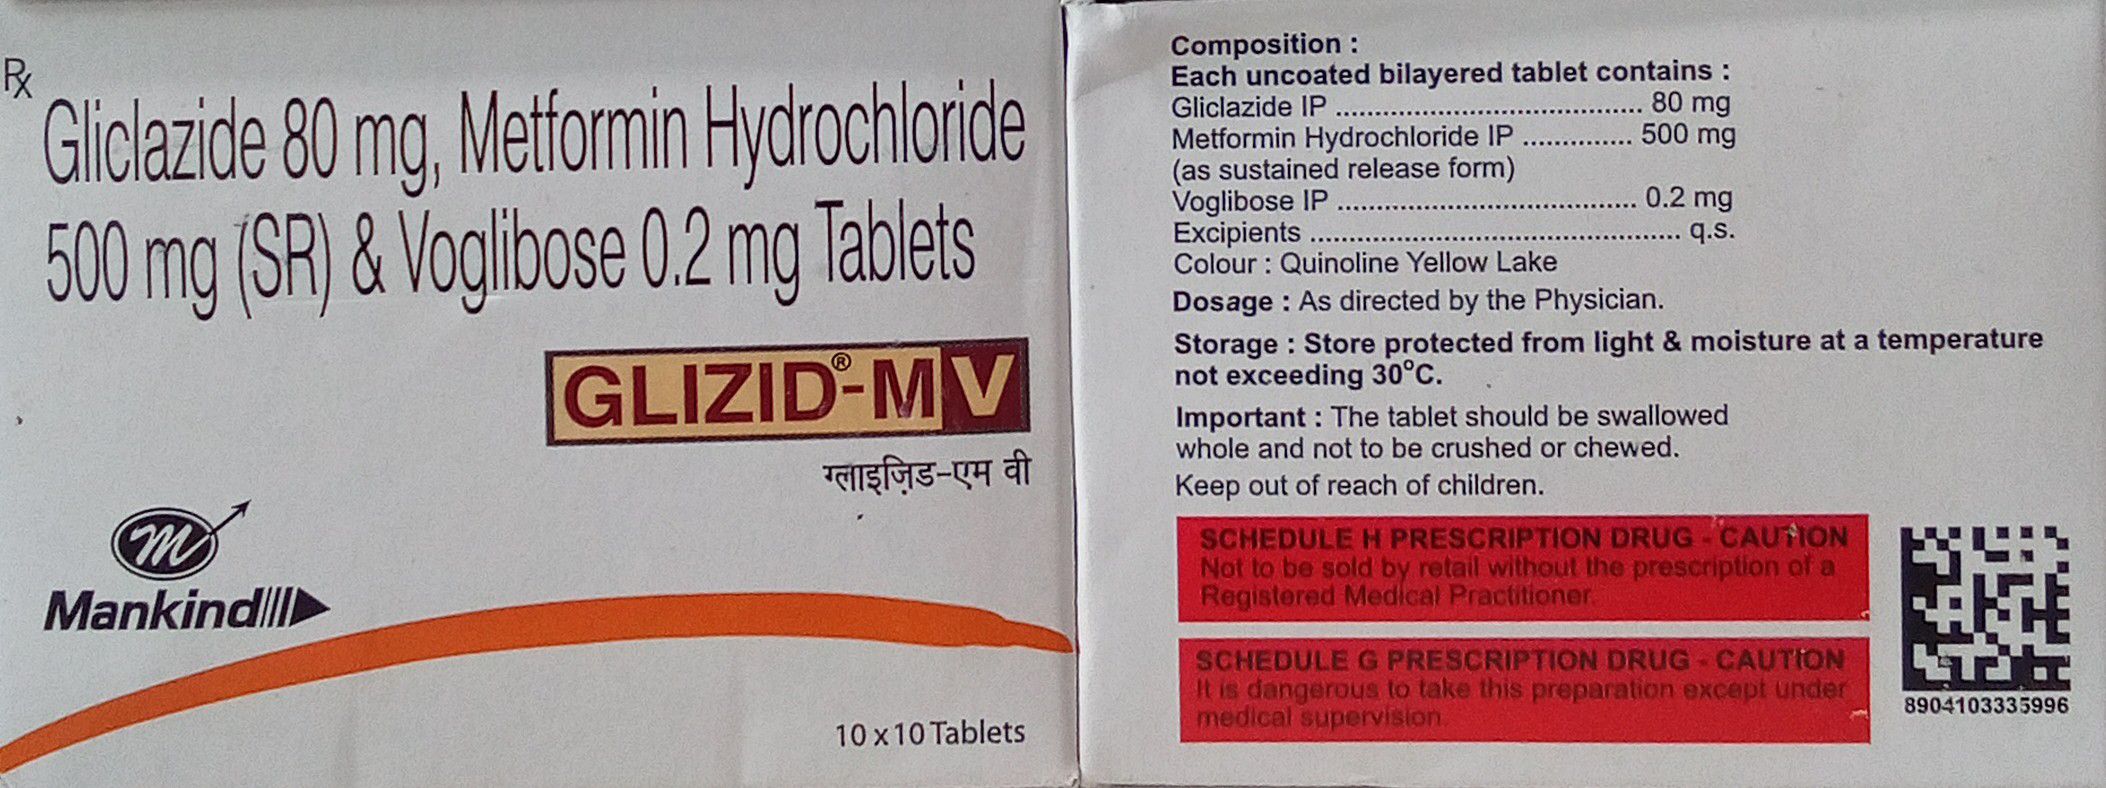 Rx
Gliclazide 80 mg, Metformin Hydrochloride
500 mg (SR) & Voglibose 0.2 mg Tablets
GLIZID®-MV
ग्लाइज़िड-एम वी
m
Mankind
10 x 10 Tablets
Composition :
Each uncoated bilayered tablet contains :
Gliclazide IP ........................................ 80 mg
Metformin Hydrochloride IP .............. 500 mg
(as sustained release form)
Voglibose IP ....................................... 0.2 mg
Excipients ................................................ q.s.
Colour : Quinoline Yellow Lake
Dosage : As directed by the Physician.
Storage : Store protected from light & moisture at a temperature
not exceeding 30°C.
Important : The tablet should be swallowed
whole and not to be crushed or chewed.
Keep out of reach of children.
SCHEDULE H PRESCRIPTION DRUG - CAUTION
Not to be sold by retail without the prescription of a
Registered Medical Practitioner.
SCHEDULE G PRESCRIPTION DRUG - CAUTION
It is dangerous to take this preparation except under
medical supervision.
8904103335996